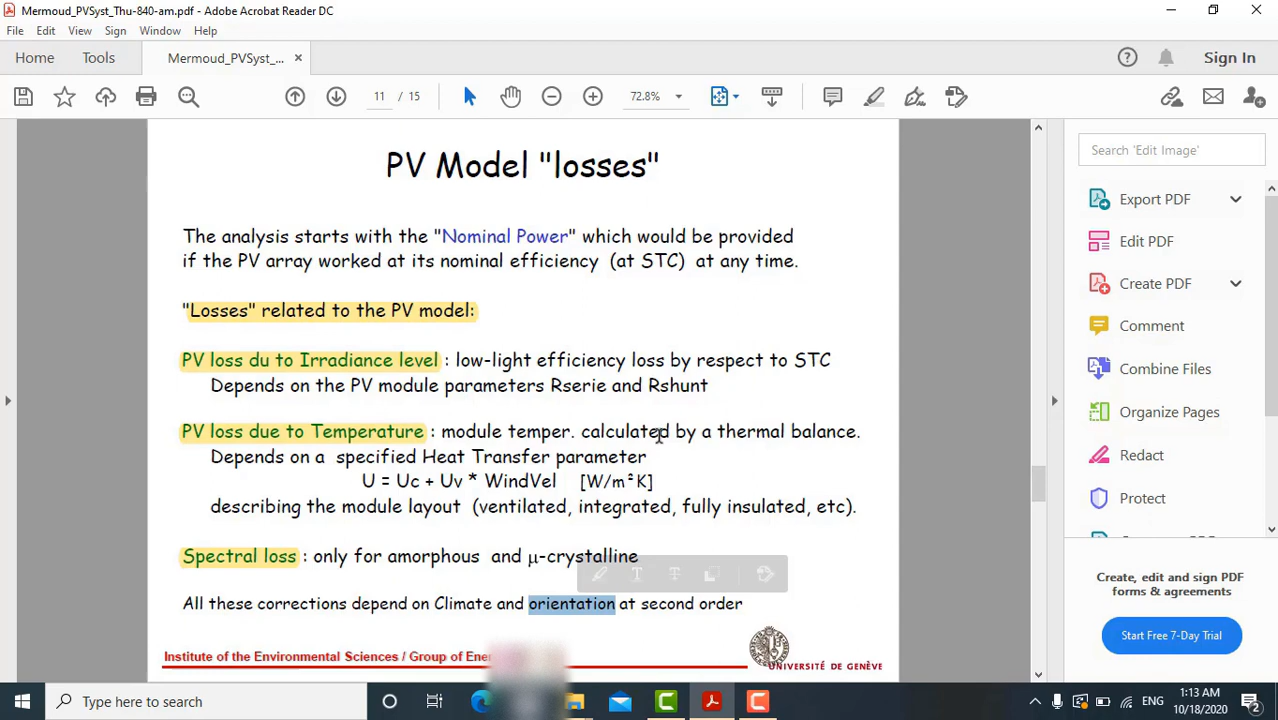 Mermoud_PVSyst_Thu-840-am.pdf - Adobe Acrobat Reader DC
File Edit View Sign Window Help
Home Tools Mermoud_PVSyst_... × Sign In
11 / 15 72.8%
PV Model "losses"
The analysis starts with the "Nominal Power" which would be provided
if the PV array worked at its nominal efficiency (at STC) at any time.
"Losses" related to the PV model:
PV loss du to Irradiance level : low-light efficiency loss by respect to STC
Depends on the PV module parameters Rserie and Rshunt
PV loss due to Temperature : module temper. calculated by a thermal balance.
Depends on a specified Heat Transfer parameter
U = Uc + Uv * WindVel [W/m²K]
describing the module layout (ventilated, integrated, fully insulated, etc).
Spectral loss : only for amorphous and μ-crystalline
All these corrections depend on Climate and orientation at second order
Institute of the Environmental Sciences / Group of
UNIVERSITÉ DE GENÈVE
Search 'Edit Image'
Export PDF
Edit PDF
Create PDF
Comment
Combine Files
Organize Pages
Redact
Protect
Create, edit and sign PDF
forms & agreements
Start Free 7-Day Trial
Type here to search
ENG
1:13 AM
10/18/2020
2